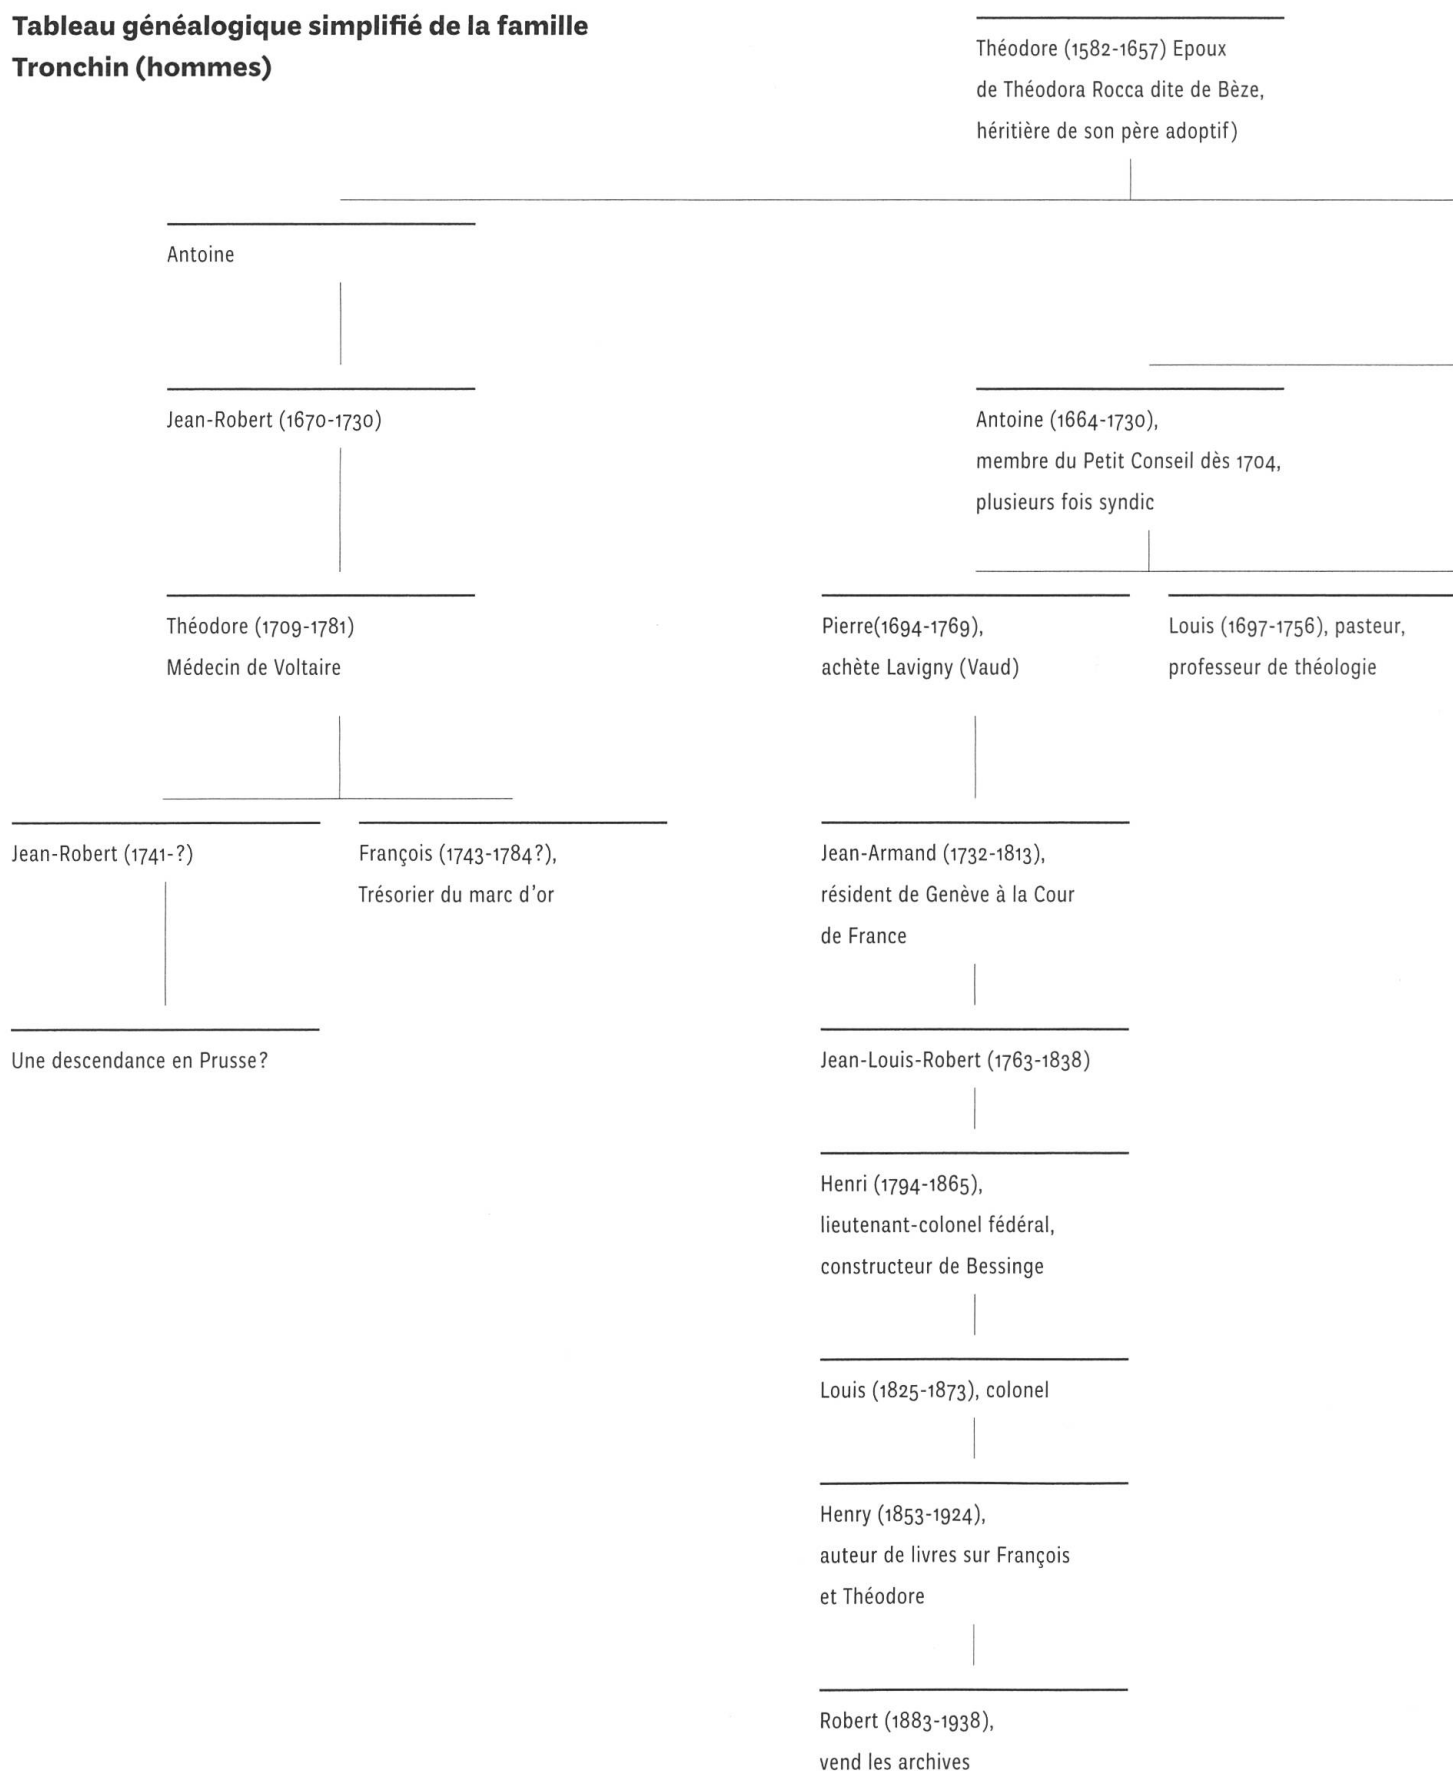 Tableau généalogique simplifié de la famille
Tronchin (hommes)
Théodore (1582-1657) Epoux
de Théodora Rocca dite de Bèze,
héritière de son père adoptif)
Antoine
Jean-Robert (1670-1730)
Antoine (1664-1730),
membre du Petit Conseil dès 1704,
plusieurs fois syndic
Théodore (1709-1781)
Médecin de Voltaire
Pierre(1694-1769),
achète Lavigny (Vaud)
Louis (1697-1756), pasteur,
professeur de théologie
Jean-Robert (1741-?)
François (1743-1784?),
Trésorier du marc d'or
Jean-Armand (1732-1813),
résident de Genève à la Cour
de France
Une descendance en Prusse?
Jean-Louis-Robert (1763-1838)
Henri (1794-1865),
lieutenant-colonel fédéral,
constructeur de Bessinge
Louis (1825-1873), colonel
Henry (1853-1924),
auteur de livres sur François
et Théodore
Robert (1883-1938),
vend les archives